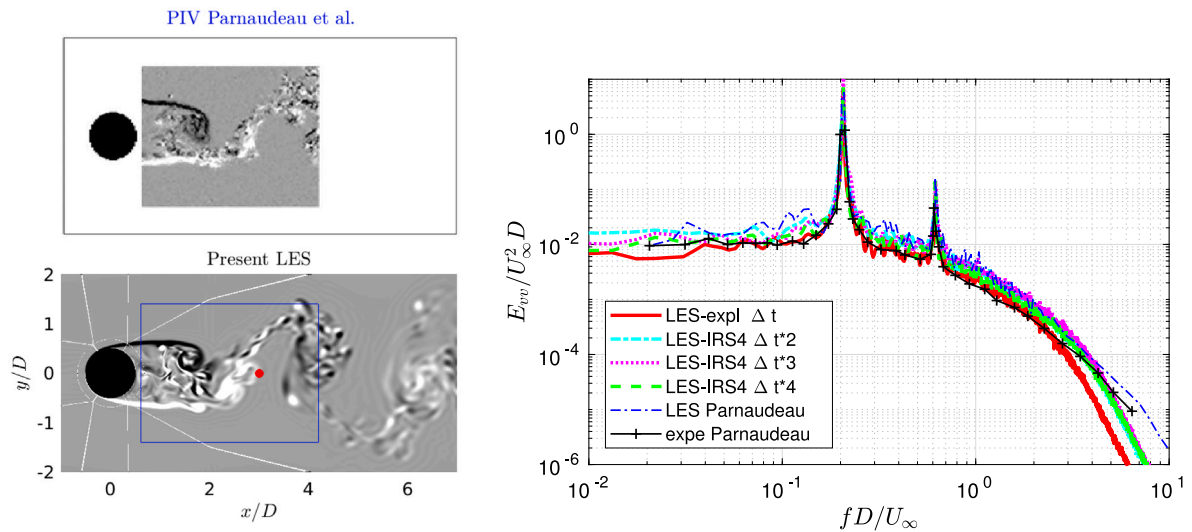 PIV Parnaudeau et al.
Present LES
2
1
0
-1
-2
y/D
0
2
4
6
x/D
10^0
10^-2
10^-4
10^-6
E_vv/U_∞^2 D
LES-expl Δ t
LES-IRS4 Δ t*2
LES-IRS4 Δ t*3
LES-IRS4 Δ t*4
LES Parnaudeau
expe Parnaudeau
10^-2
10^-1
10^0
10^1
fD/U_∞